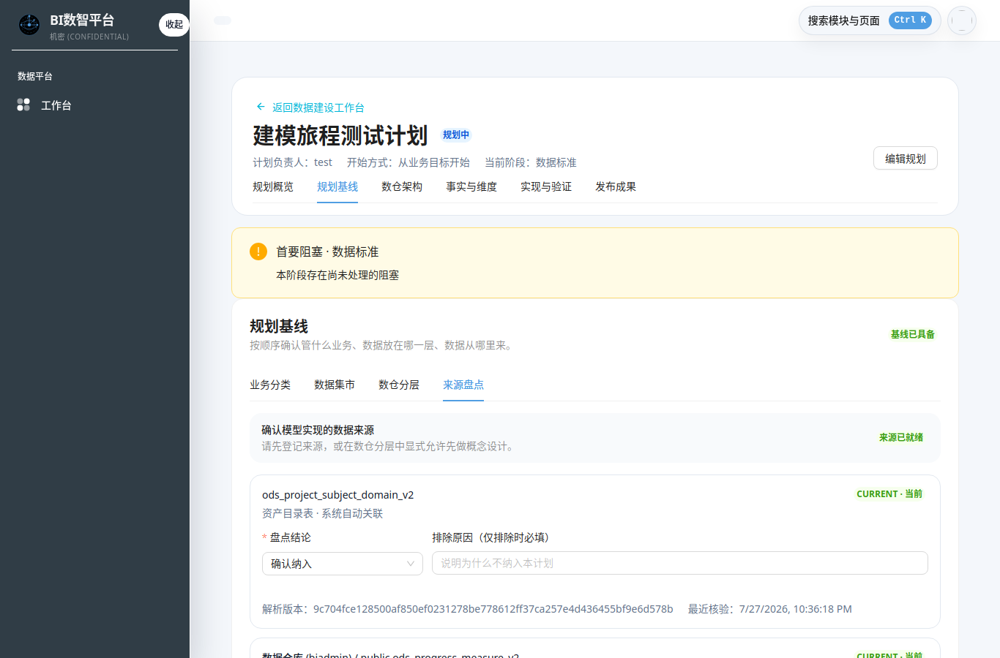 BI数智平台
机密 (CONFIDENTIAL)
收起
数据平台
工作台
搜索模块与页面 Ctrl K
返回数据建设工作台
建模旅程测试计划 规划中
计划负责人：test 开始方式：从业务目标开始 当前阶段：数据标准
编辑规划
规划概览 规划基线 数仓架构 事实与维度 实现与验证 发布成果
首要阻塞 · 数据标准
本阶段存在尚未处理的阻塞
规划基线
按顺序确认管什么业务、数据放在哪一层、数据从哪里来。
基线已具备
业务分类 数据集市 数仓分层 来源盘点
确认模型实现的数据来源
请先登记来源，或在数仓分层中显式允许先做概念设计。
来源已就绪
ods_project_subject_domain_v2
CURRENT · 当前
资产目录表 · 系统自动关联
* 盘点结论 排除原因（仅排除时必填）
确认纳入 说明为什么不纳入本计划
解析版本：9c704fce128500af850ef0231278be778612ff37ca257e4d436455bf9e6d578b 最近核验：7/27/2026, 10:36:18 PM
数据仓库 (biadmin) / public.ods_progress_measure_v2
CURRENT · 当前